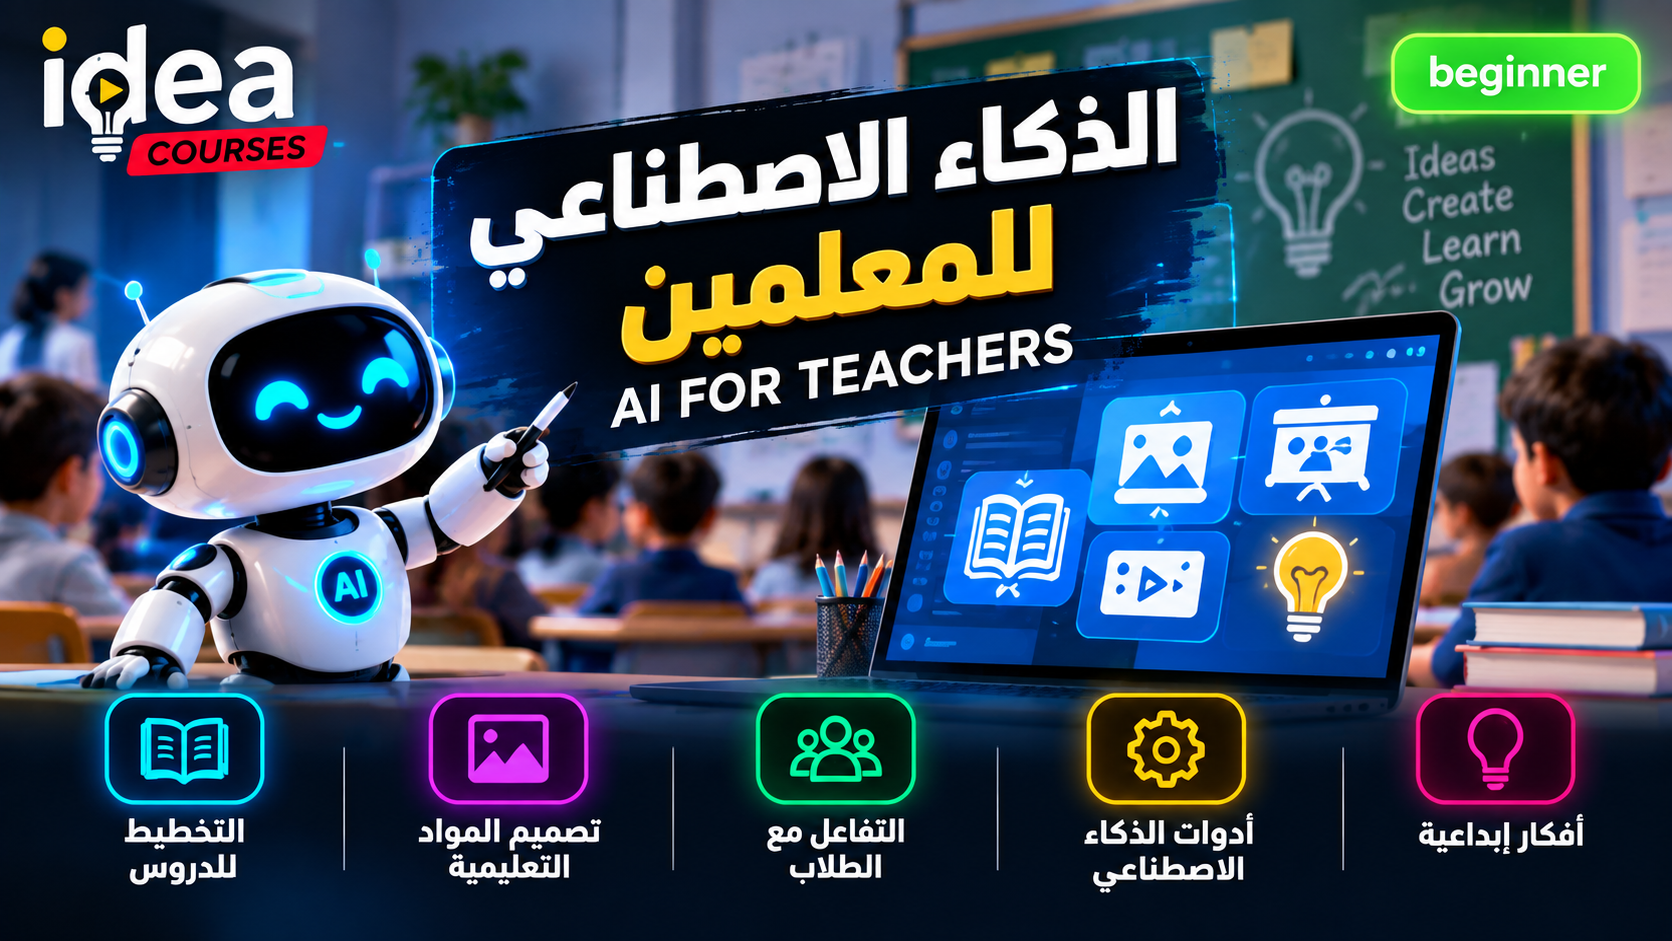 idea
COURSES
beginner
الذكاء الاصطناعي
للمعلمين
AI FOR TEACHERS
Ideas
Create
Learn
Grow
AI
التخطيط
للدروس
تصميم المواد
التعليمية
التفاعل مع
الطلاب
أدوات الذكاء
الاصطناعي
أفكار إبداعية